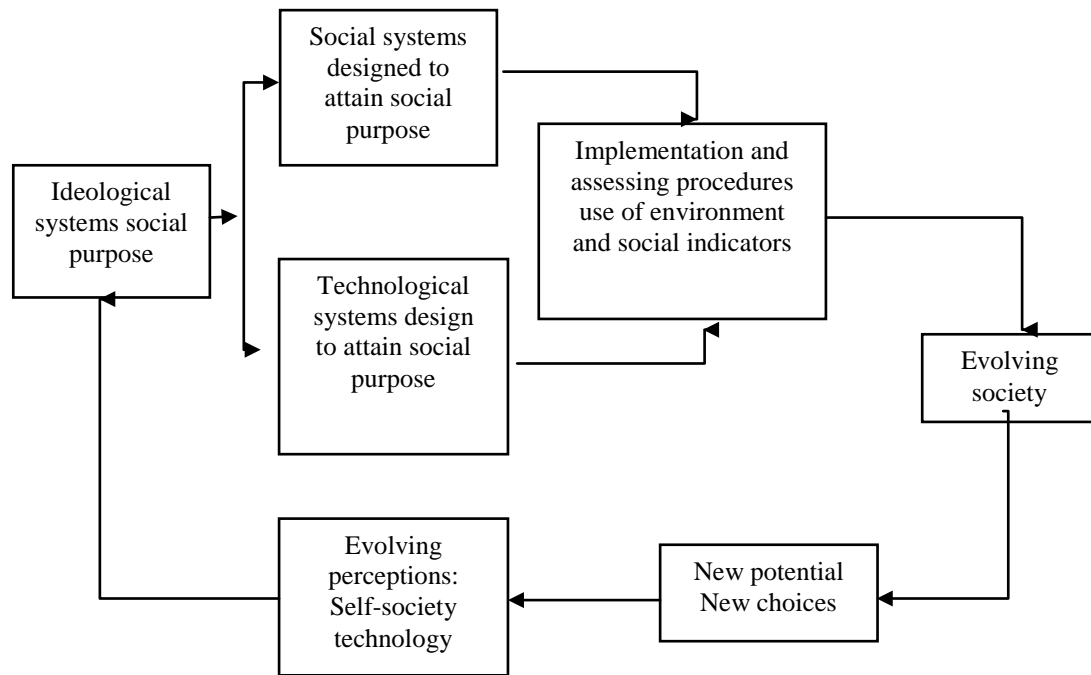 Social systems
designed to
attain social
purpose
Implementation and
assessing procedures
use of environment
and social indicators
Ideological
systems social
purpose
Technological
systems design
to attain social
purpose
Evolving
society
Evolving
perceptions:
Self-society
technology
New potential
New choices